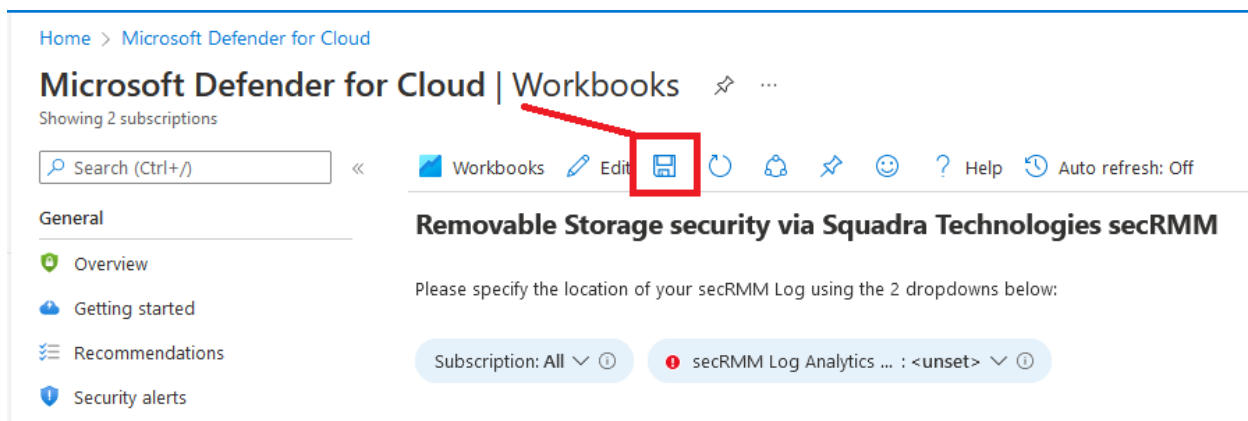 Home > Microsoft Defender for Cloud
Microsoft Defender for Cloud | Workbooks ...
Showing 2 subscriptions
Search (Ctrl+/) «
Workbooks Edit ? Help Auto refresh: Off
General
Removable Storage security via Squadra Technologies secRMM
Overview
Please specify the location of your secRMM Log using the 2 dropdowns below:
Getting started
Recommendations
Subscription: All
secRMM Log Analytics ... : <unset>
Security alerts